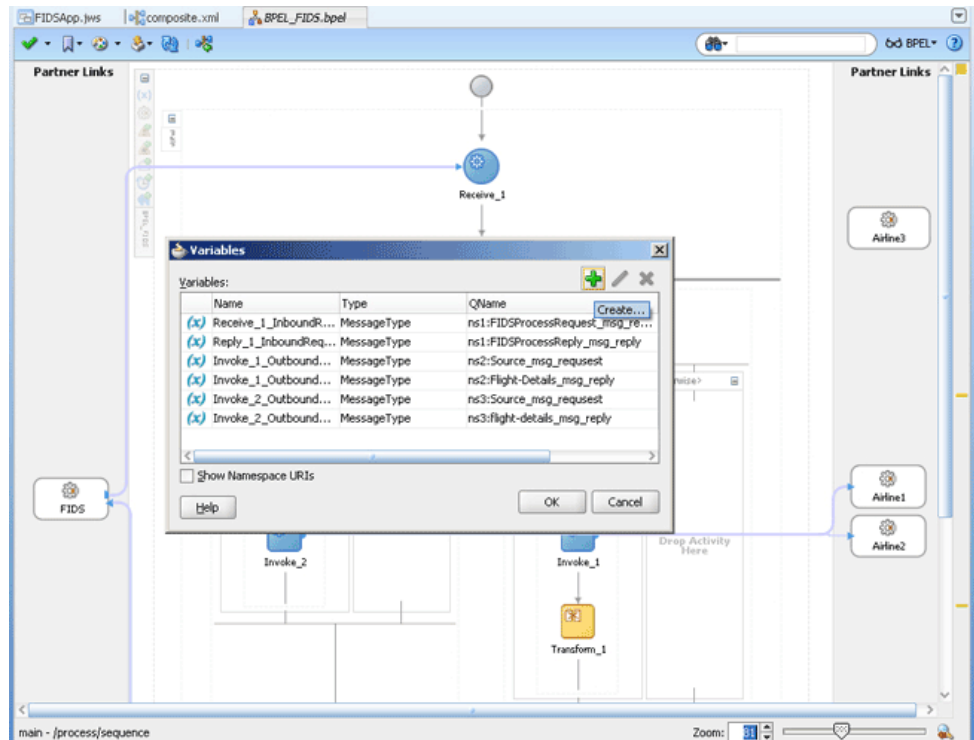 FIDSApp.jws
composite.xml
BPEL_FIDS.bpel
BPEL
Partner Links
Partner Links
Receive_1
BPEL_FIDS
Airline3
Variables
Variables:
Name Type QName
Create...
(x) Receive_1_InboundR... MessageType ns1:FIDSProcessRequest_msg_re...
(x) Reply_1_InboundReq... MessageType ns1:FIDSProcessReply_msg_reply
(x) Invoke_1_Outbound... MessageType ns2:Source_msg_requsest
(x) Invoke_1_Outbound... MessageType ns2:Flight-Details_msg_reply
(x) Invoke_2_Outbound... MessageType ns3:Source_msg_requsest
(x) Invoke_2_Outbound... MessageType ns3:flight-details_msg_reply
Show Namespace URIs
Help
OK
Cancel
FIDS
Airline1
Airline2
Drop Activity
Here
Invoke_2
Invoke_1
Transform_1
main - /process/sequence
Zoom: 31